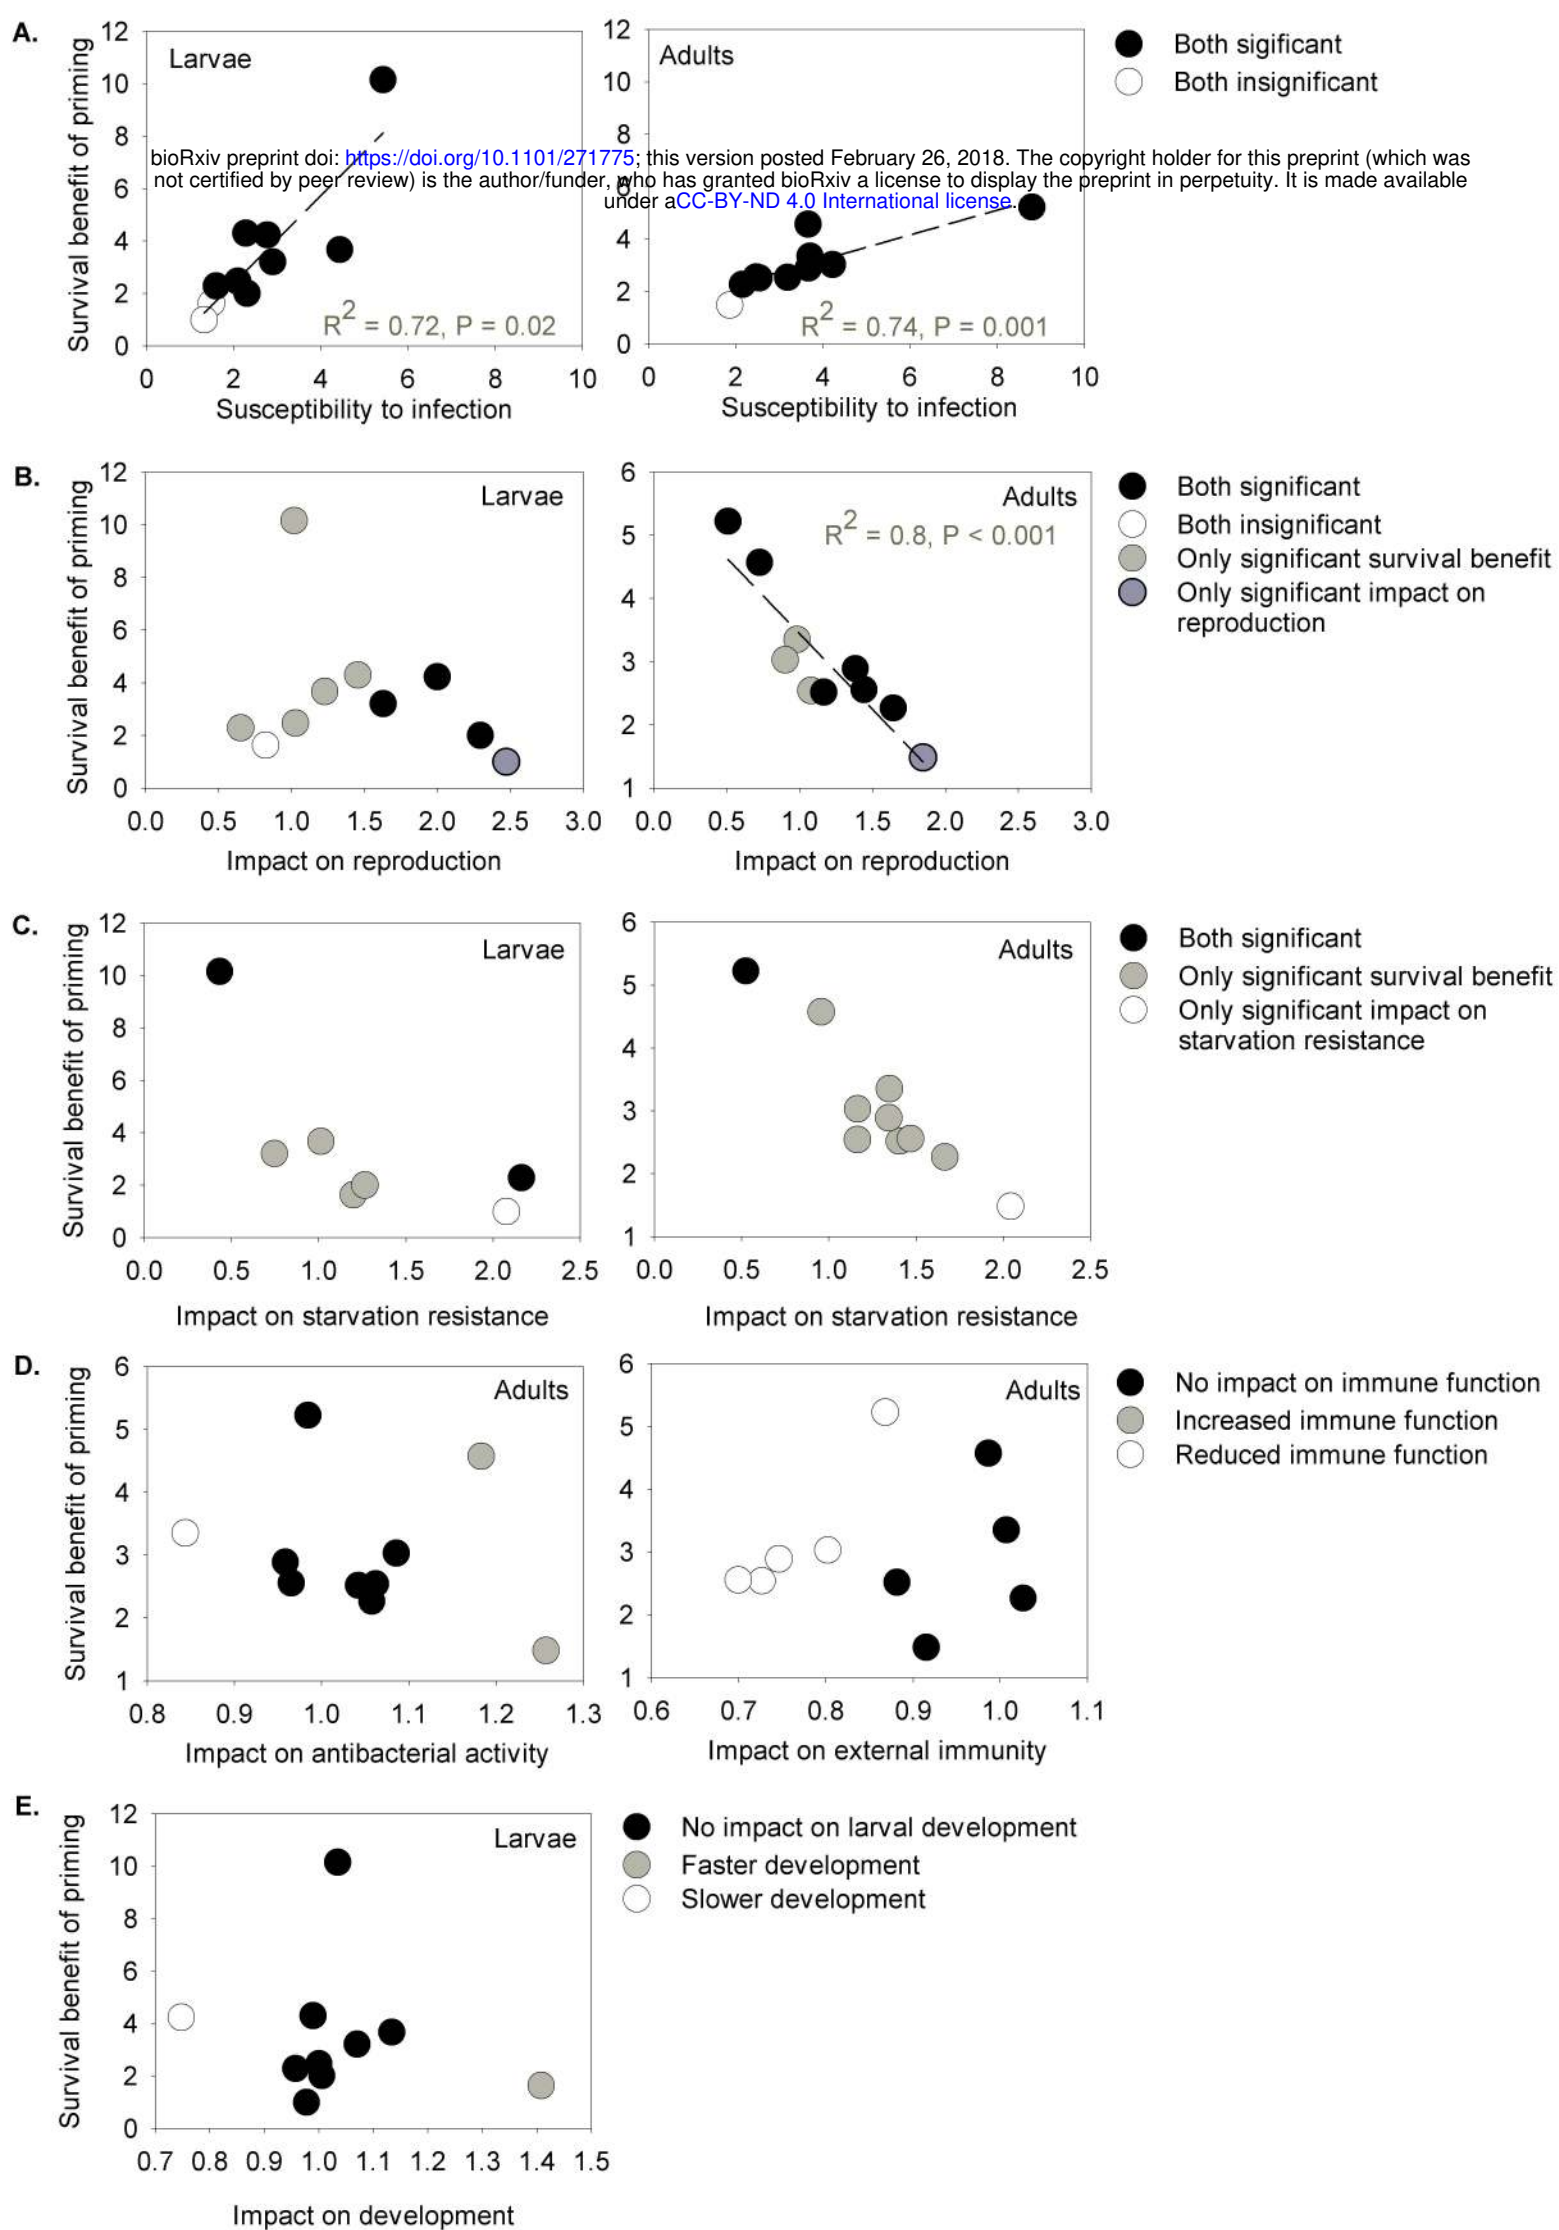 A.
Survival benefit of priming
12
10
8
6
4
2
0
Larvae
R² = 0.72, P = 0.02
0 2 4 6 8 10
Susceptibility to infection
12
10
8
6
4
2
0
Adults
R² = 0.74, P = 0.001
0 2 4 6 8 10
Susceptibility to infection
Both sigificant
Both insignificant
bioRxiv preprint doi: https://doi.org/10.1101/271775; this version posted February 26, 2018. The copyright holder for this preprint (which was
not certified by peer review) is the author/funder, who has granted bioRxiv a license to display the preprint in perpetuity. It is made available
under aCC-BY-ND 4.0 International license.
B.
Survival benefit of priming
12
10
8
6
4
2
0
Larvae
0.0 0.5 1.0 1.5 2.0 2.5 3.0
Impact on reproduction
6
5
4
3
2
1
Adults
R² = 0.8, P < 0.001
0.0 0.5 1.0 1.5 2.0 2.5 3.0
Impact on reproduction
Both significant
Both insignificant
Only significant survival benefit
Only significant impact on
reproduction
C.
Survival benefit of priming
12
10
8
6
4
2
0
Larvae
0.0 0.5 1.0 1.5 2.0 2.5
Impact on starvation resistance
6
5
4
3
2
1
Adults
0.0 0.5 1.0 1.5 2.0 2.5
Impact on starvation resistance
Both significant
Only significant survival benefit
Only significant impact on
starvation resistance
D.
Survival benefit of priming
6
5
4
3
2
1
Adults
0.8 0.9 1.0 1.1 1.2 1.3
Impact on antibacterial activity
6
5
4
3
2
1
Adults
0.6 0.7 0.8 0.9 1.0 1.1
Impact on external immunity
No impact on immune function
Increased immune function
Reduced immune function
E.
Survival benefit of priming
12
10
8
6
4
2
0
Larvae
0.7 0.8 0.9 1.0 1.1 1.2 1.3 1.4 1.5
Impact on development
No impact on larval development
Faster development
Slower development